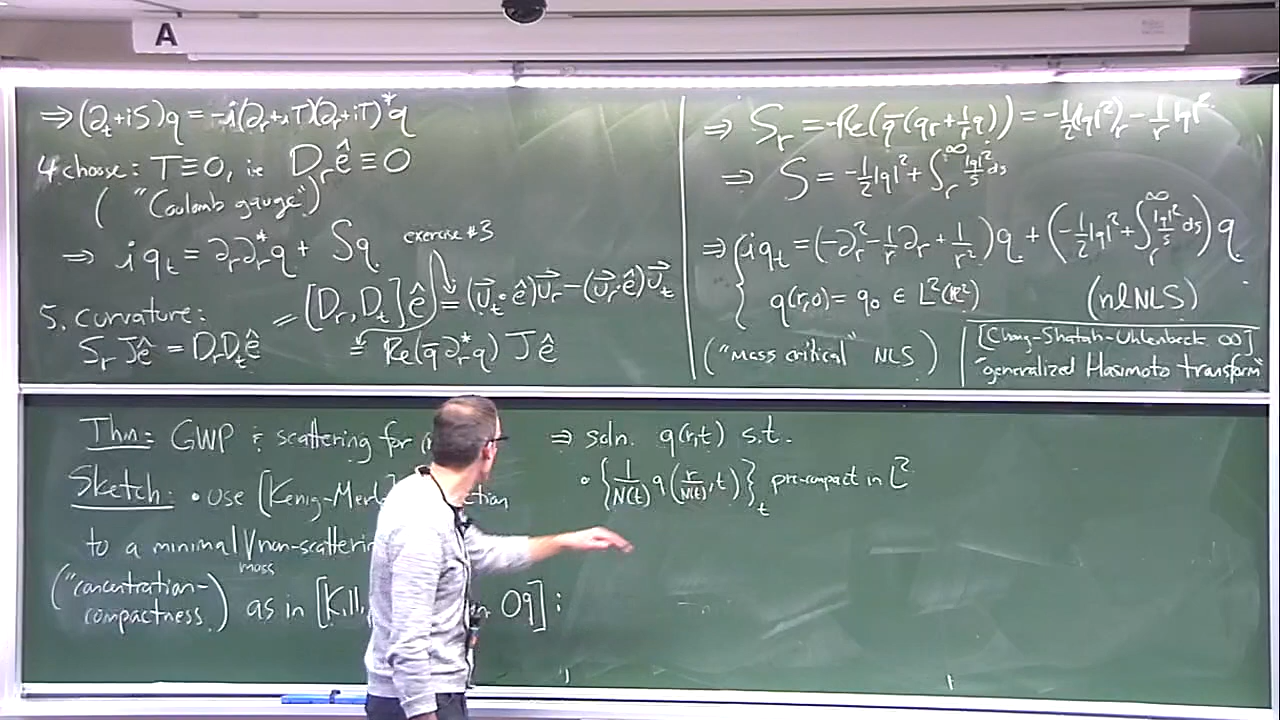 A
⇒ (∂_t+iS)q = -i(∂_r+iT)(∂_r+iT)^* q
4 choose: T≡0, i.e D_r ê ≡ 0
("Coulomb gauge")
⇒ i q_t = ∂_r ∂_r^* q + S q
exercise #3
5. curvature: = [D_r, D_t] ê = (u_t · ê) u_r - (u_r · ê) u_t
S_r J ê = D_r D_t ê = Re(q̄ ∂_r^* q) J ê
⇒ S_r = -Re(q̄ (q_r + 1/r q)) = -1/2 (|q|^2)_r - 1/r |q|^2
⇒ S = -1/2 |q|^2 + ∫_r^∞ |q|^2/s ds
⇒ { i q_t = (-∂_r^2 - 1/r ∂_r + 1/r^2) q + (-1/2 |q|^2 + ∫_r^∞ |q|^2/s ds) q
q(r,0) = q_0 ∈ L^2(ℝ^2) (nlNLS)
("mass critical" NLS)
[Chang-Shatah-Uhlenbeck 00]
"generalized Hasimoto transform"
Thm: GWP & scattering for
Sketch: • use [Kenig-Merle]
to a minimal mass non-scattering
("concentration-
compactness") as in [Kill, 09]:
⇒ soln. q(r,t) s.t.
• {1/N(t) q(r/N(t), t)}_t pre-compact in L^2